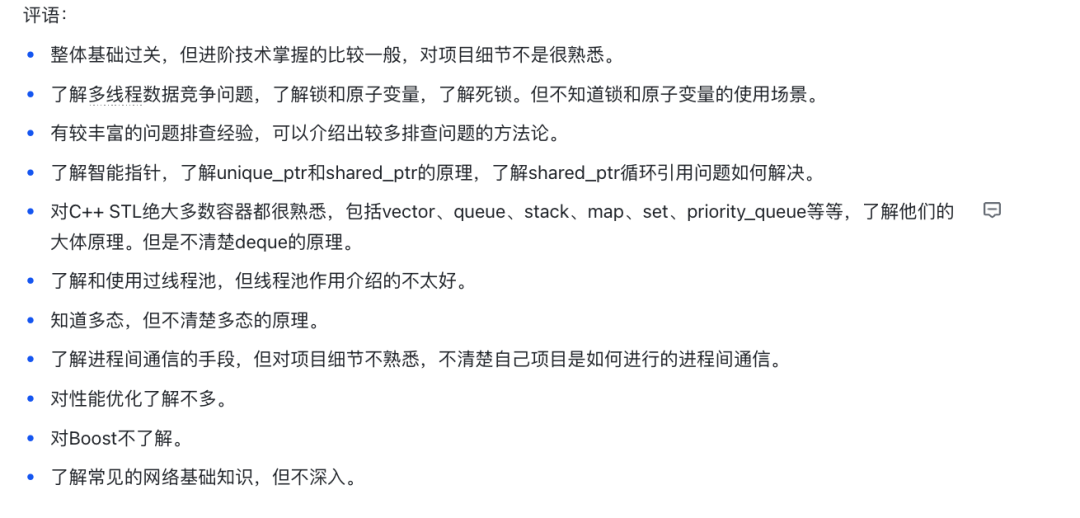 评语：
整体基础过关，但进阶技术掌握的比较一般，对项目细节不是很熟悉。
了解多线程数据竞争问题，了解锁和原子变量，了解死锁。但不知道锁和原子变量的使用场景。
有较丰富的问题排查经验，可以介绍出较多排查问题的方法论。
了解智能指针，了解unique_ptr和shared_ptr的原理，了解shared_ptr循环引用问题如何解决。
对C++ STL绝大多数容器都很熟悉，包括vector、queue、stack、map、set、priority_queue等等，了解他们的
大体原理。但是不清楚deque的原理。
了解和使用过线程池，但线程池作用介绍的不太好。
知道多态，但不清楚多态的原理。
了解进程间通信的手段，但对项目细节不熟悉，不清楚自己项目是如何进行的进程间通信。
对性能优化了解不多。
对Boost不了解。
了解常见的网络基础知识，但不深入。